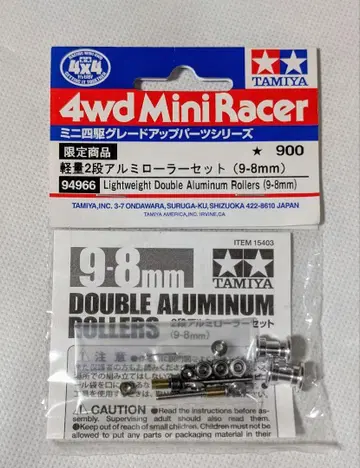 4x4
TAMIYA
4wd Mini Racer
ミニ四駆グレードアップパーツシリーズ
限定商品 ★ 900
軽量2段アルミローラーセット (9-8mm)
94966 Lightweight Double Aluminum Rollers (9-8mm)
TAMIYA,INC. 3-7 ONDAWARA, SURUGA-KU, SHIZUOKA 422-8610 JAPAN
TAMIYA AMERICA,INC. IRVINE,CA
ITEM 15403
9-8mm TAMIYA
DOUBLE ALUMINUM
ROLLERS 2段アルミローラーセット
(9-8mm)
⚠注意
⚠CAUTION ●Read the instructions before as-
sembly. Supervising adult should also read.
●Keep out of reach of small children. Children must not
put any parts or packaging material in their